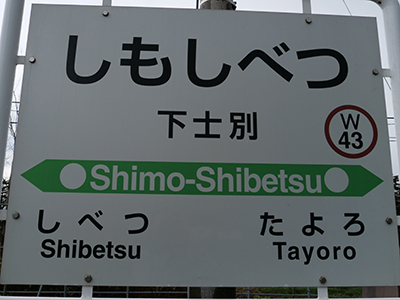 しもしべつ
下士別
W
43
Shimo-Shibetsu
しべつ
Shibetsu
たよろ
Tayoro